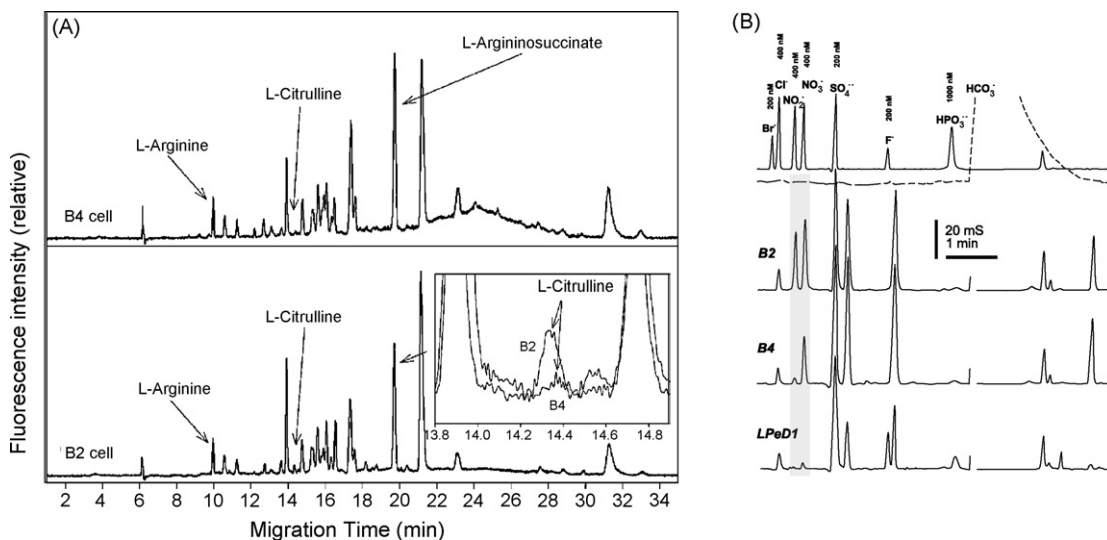 (A)
L-Argininosuccinate
L-Citrulline
L-Arginine
B4 cell
L-Citrulline
L-Citrulline
L-Arginine
B2
B4
13.8 14.0 14.2 14.4 14.6 14.8
B2 cell
2 4 6 8 10 12 14 16 18 20 22 24 26 28 30 32 34
Migration Time (min)
Fluorescence intensity (relative)
(B)
200 nM
400 nM
400 nM
400 nM
200 nM
200 nM
1000 nM
Br⁻
Cl⁻
NO₂⁻
NO₃⁻
SO₄⁻⁻
F⁻
HPO₃⁻⁻
HCO₃⁻
20 mS
1 min
B2
B4
LPeD1